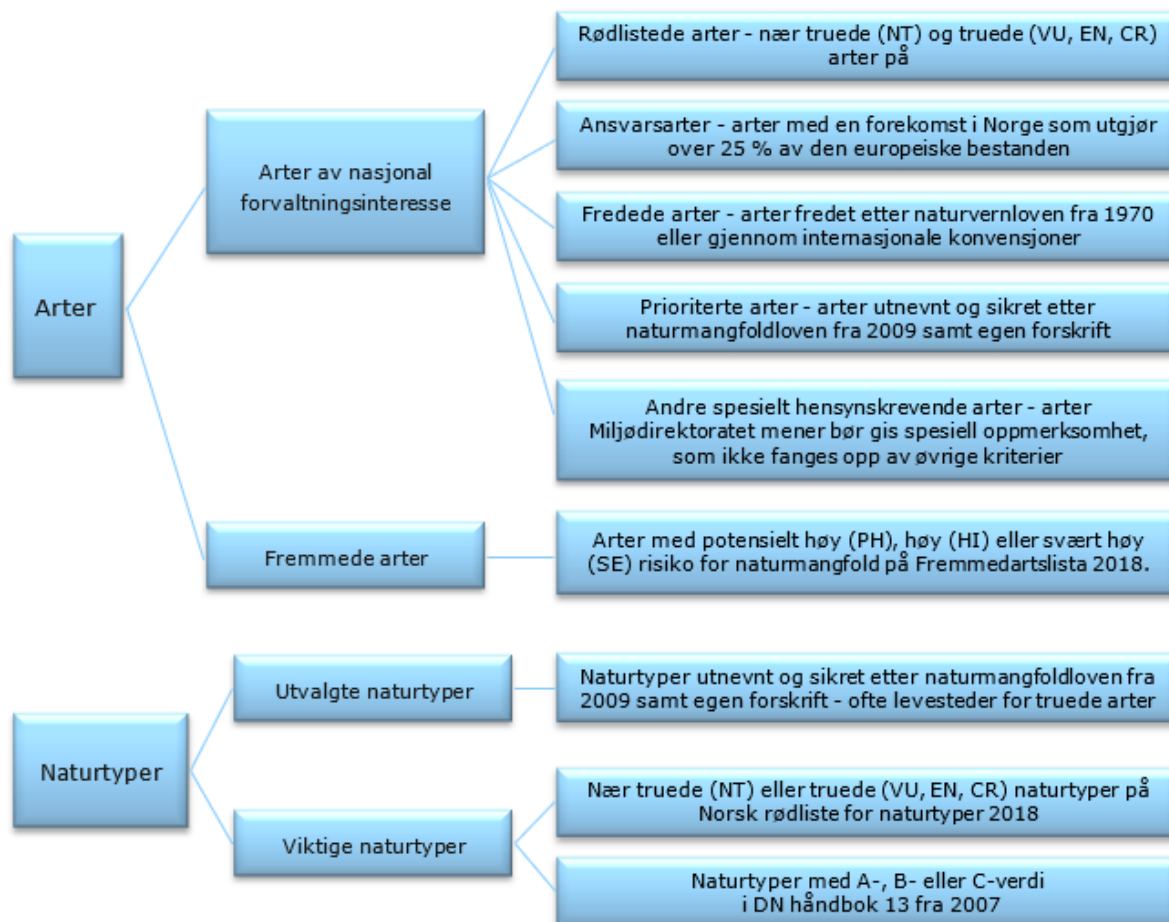 Arter
Arter av nasjonal
forvaltningsinteresse
Rødlistede arter - nær truede (NT) og truede (VU, EN, CR)
arter på
Ansvarsarter - arter med en forekomst i Norge som utgjør
over 25 % av den europeiske bestanden
Fredede arter - arter fredet etter naturvernloven fra 1970
eller gjennom internasjonale konvensjoner
Prioriterte arter - arter utnevnt og sikret etter
naturmangfoldloven fra 2009 samt egen forskrift
Andre spesielt hensynskrevende arter - arter
Miljødirektoratet mener bør gis spesiell oppmerksomhet,
som ikke fanges opp av øvrige kriterier
Fremmede arter
Arter med potensielt høy (PH), høy (HI) eller svært høy
(SE) risiko for naturmangfold på Fremmedartslista 2018.
Naturtyper
Utvalgte naturtyper
Naturtyper utnevnt og sikret etter naturmangfoldloven fra
2009 samt egen forskrift - ofte levesteder for truede arter
Viktige naturtyper
Nær truede (NT) eller truede (VU, EN, CR) naturtyper på
Norsk rødliste for naturtyper 2018
Naturtyper med A-, B- eller C-verdi
i DN håndbok 13 fra 2007